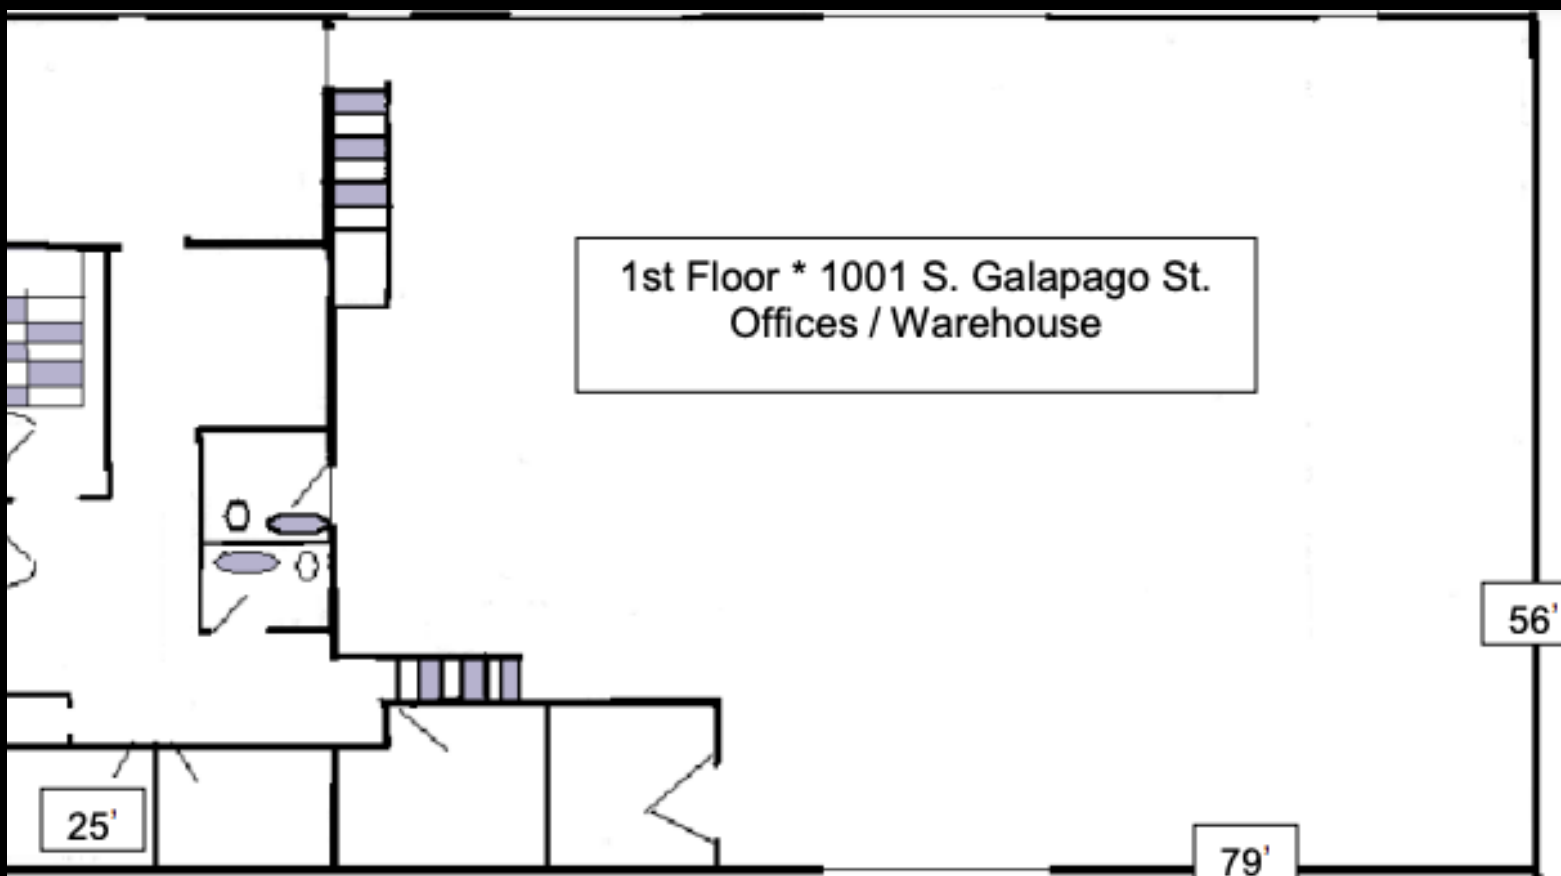 1st Floor * 1001 S. Galapago St.
Offices / Warehouse
56’
25’
79’